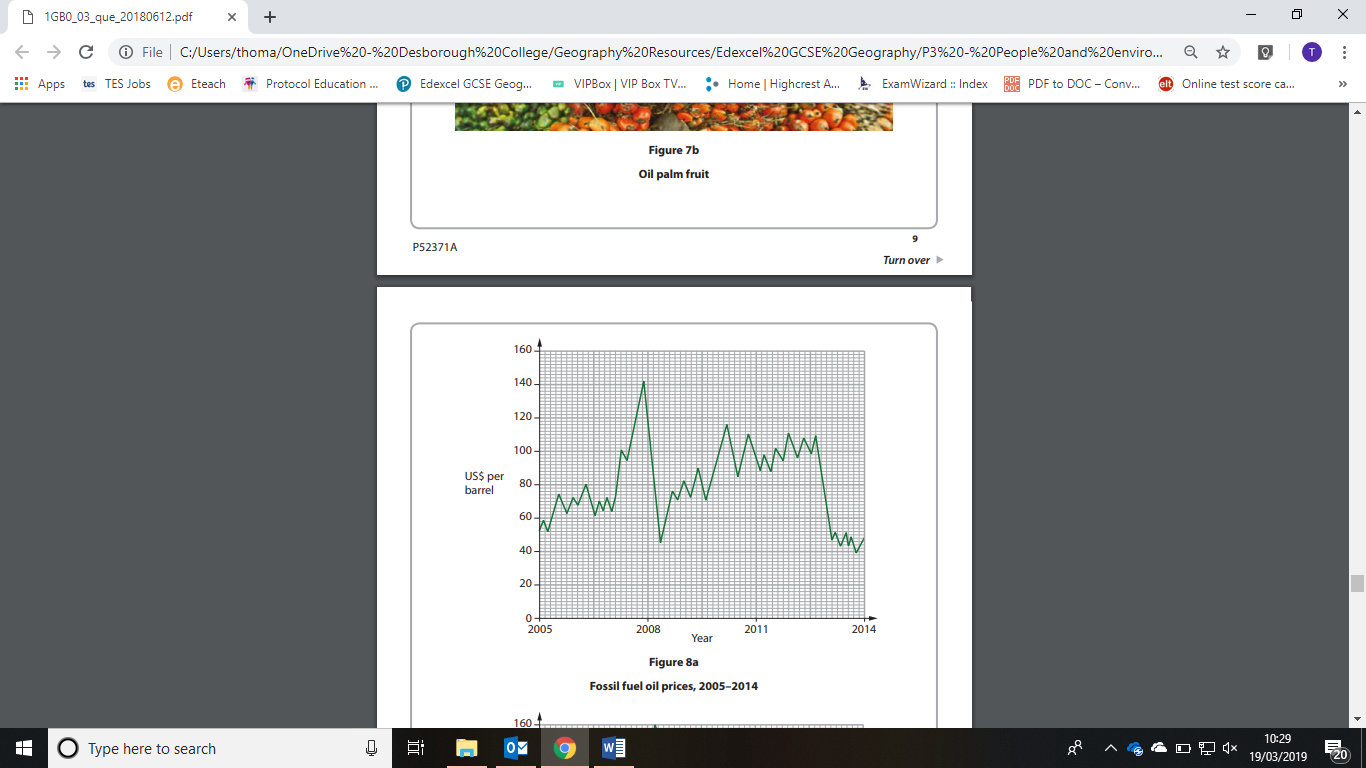 1GB0_03_que_20180612.pdf
File | C:/Users/thoma/OneDrive%20-%20Desborough%20College/Geography%20Resources/Edexcel%20GCSE%20Geography/P3%20-%20People%20and%20enviro...
T
Apps tes TES Jobs Eteach Protocol Education ... Edexcel GCSE Geog... VIPBox | VIP Box TV... Home | Highcrest A... ExamWizard :: Index PDF DOC PDF to DOC – Conv... elt Online test score ca... »
Figure 7b
Oil palm fruit
9
P52371A
Turn over
160
140
120
100
US$ per
barrel
80
60
40
20
0
2005 2008 2011 2014
Year
Figure 8a
Fossil fuel oil prices, 2005–2014
160
Type here to search
10:29
19/03/2019
20